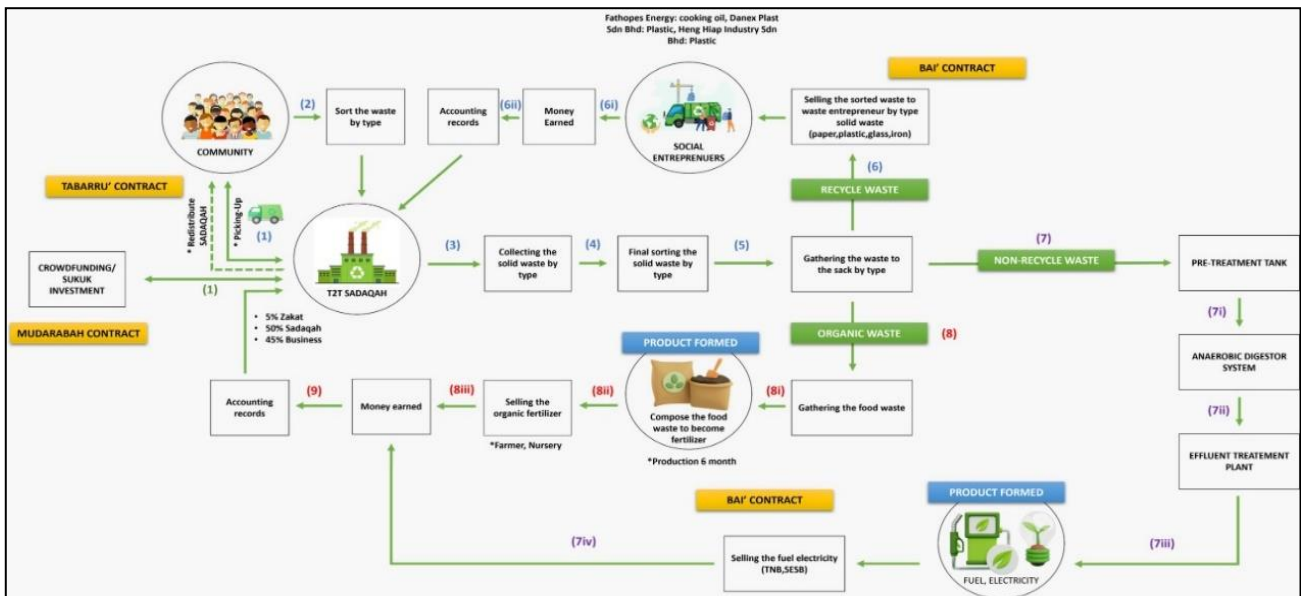 Fathopes Energy: cooking oil, Danex Plast
Sdn Bhd: Plastic, Heng Hiap Industry Sdn
Bhd: Plastic
BAI' CONTRACT
COMMUNITY
(2)
Sort the waste
by type
Accounting
records
(6ii)
Money
Earned
(6i)
SOCIAL
ENTREPRENUERS
Selling the sorted waste to
waste entrepreneur by type
solid waste
(paper,plastic,glass,iron)
(6)
RECYCLE WASTE
TABARRU' CONTRACT
* Redistribute
SADAQAH
* Picking-Up
(1)
CROWDFUNDING/
SUKUK
INVESTMENT
(1)
MUDARABAH CONTRACT
T2T SADAQAH
(3)
Collecting the
solid waste by
type
(4)
Final sorting the
solid waste by
type
(5)
Gathering the waste to
the sack by type
(7)
NON-RECYCLE WASTE
PRE-TREATMENT TANK
(7i)
ANAEROBIC DIGESTOR
SYSTEM
(7ii)
EFFLUENT TREATEMENT
PLANT
• 5% Zakat
• 50% Sadaqah
• 45% Business
ORGANIC WASTE
(8)
PRODUCT FORMED
Accounting
records
(9)
Money earned
(8iii)
Selling the
organic fertilizer
*Farmer, Nursery
(8ii)
Compose the food
waste to become
fertilizer
*Production 6 month
(8i)
Gathering the food waste
BAI' CONTRACT
PRODUCT FORMED
(7iv)
Selling the fuel electricity
(TNB,SESB)
FUEL, ELECTRICITY
(7iii)